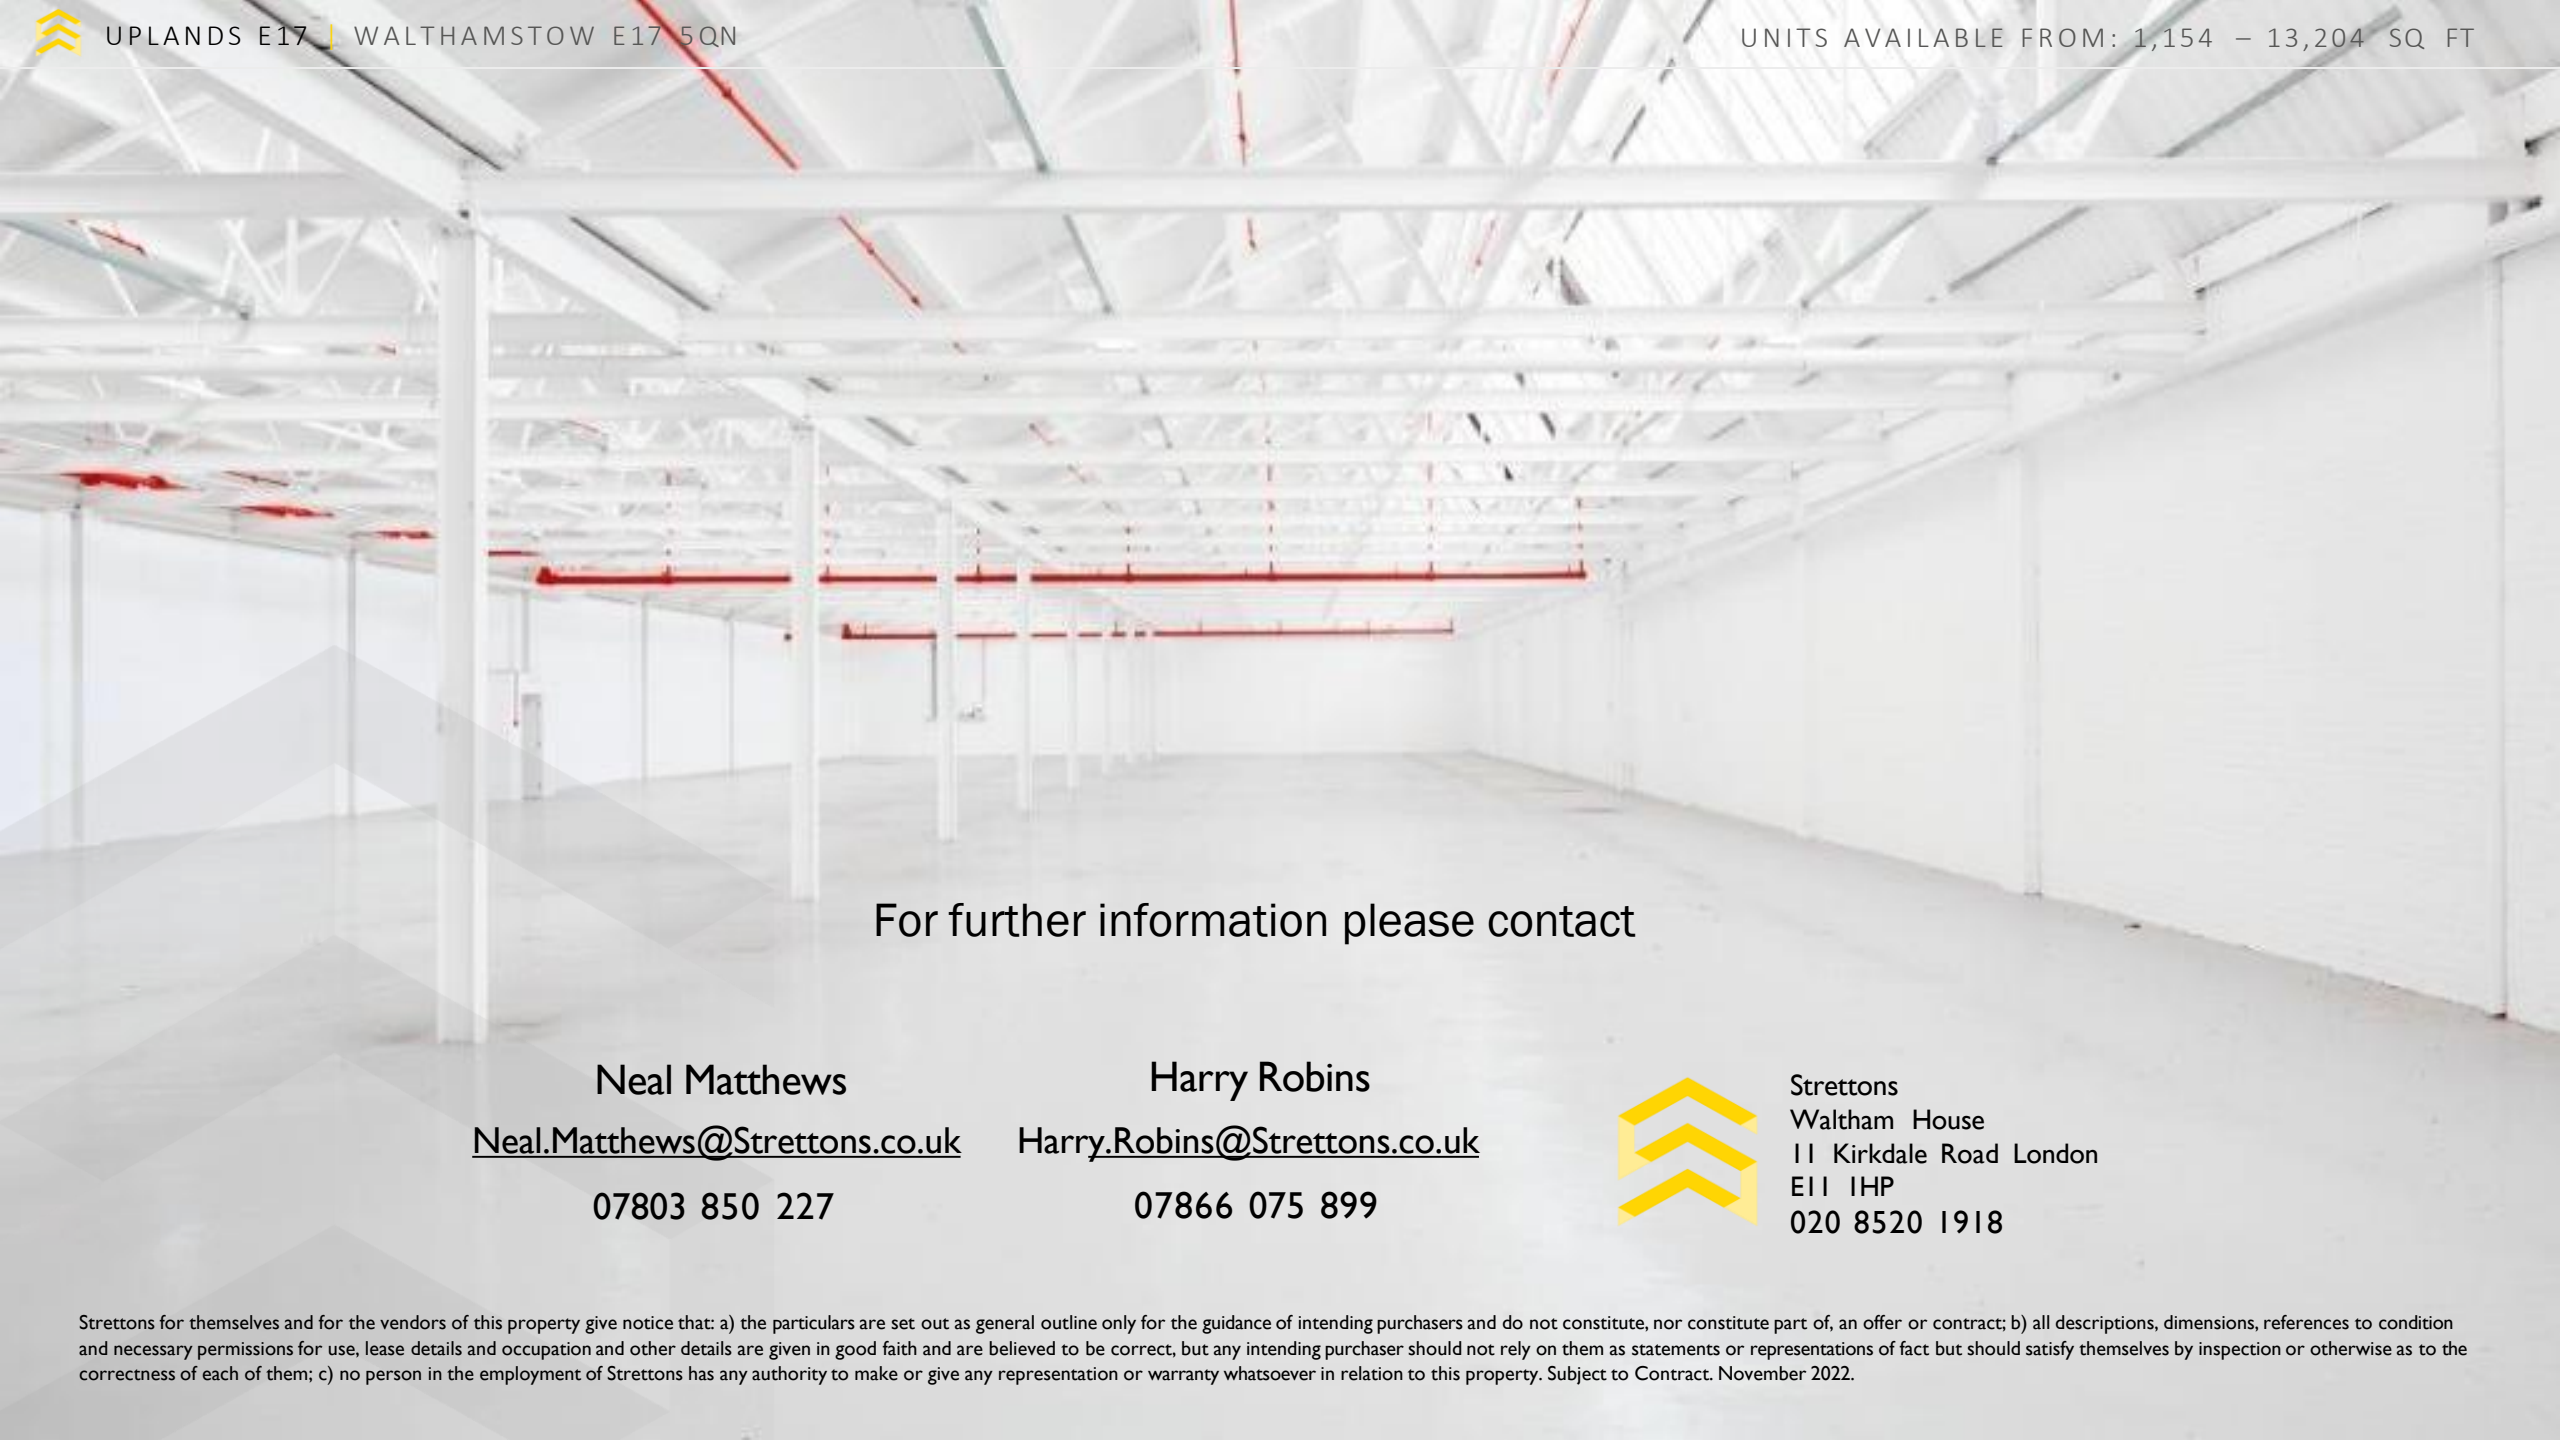 UPLANDS E17 | WALTHAMSTOW E17 5QN
UNITS AVAILABLE FROM: 1,154 – 13,204 SQ FT
For further information please contact
Neal Matthews
Neal.Matthews@Strettons.co.uk
07803 850 227
Harry Robins
Harry.Robins@Strettons.co.uk
07866 075 899
Strettons
Waltham House
11 Kirkdale Road London
E11 1HP
020 8520 1918
Strettons for themselves and for the vendors of this property give notice that: a) the particulars are set out as general outline only for the guidance of intending purchasers and do not constitute, nor constitute part of, an offer or contract; b) all descriptions, dimensions, references to condition
and necessary permissions for use, lease details and occupation and other details are given in good faith and are believed to be correct, but any intending purchaser should not rely on them as statements or representations of fact but should satisfy themselves by inspection or otherwise as to the
correctness of each of them; c) no person in the employment of Strettons has any authority to make or give any representation or warranty whatsoever in relation to this property. Subject to Contract. November 2022.